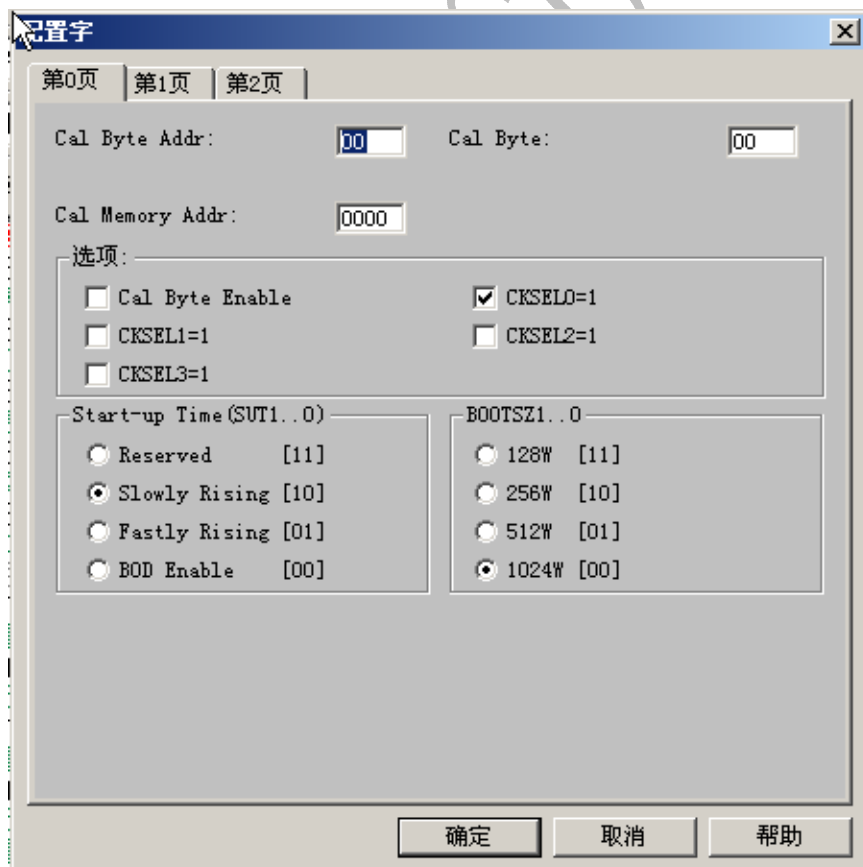 配置字
第0页 第1页 第2页
Cal Byte Addr: 00 Cal Byte: 00
Cal Memory Addr: 0000
选项:
Cal Byte Enable CKSEL0=1
CKSEL1=1 CKSEL2=1
CKSEL3=1
Start-up Time(SUT1..0)
Reserved [11]
Slowly Rising [10]
Fastly Rising [01]
BOD Enable [00]
BOOTSZ1..0
128W [11]
256W [10]
512W [01]
1024W [00]
确定 取消 帮助